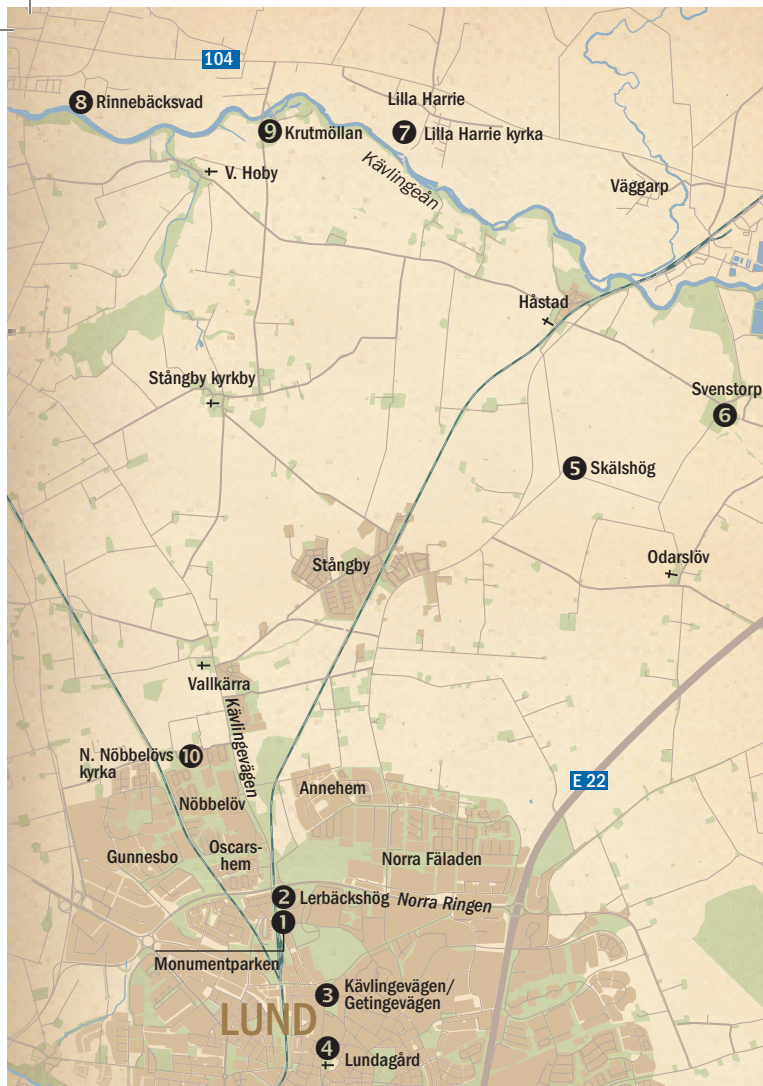 104
8 Rinnebäcksvad
Lilla Harrie
9 Krutmöllan
7 Lilla Harrie kyrka
Kävlingeån
V. Hoby
Väggarp
Håstad
Stångby kyrkby
Svenstorp
6
5 Skälshög
Stångby
Odarslöv
Vallkärra
Kävlingevägen
N. Nöbbelövs
kyrka
10
E 22
Annehem
Nöbbelöv
Gunnesbo
Oscars-
hem
Norra Fäladen
2 Lerbäckshög
Norra Ringen
1
Monumentparken
3 Kävlingevägen/
Getingevägen
LUND
4 Lundagård